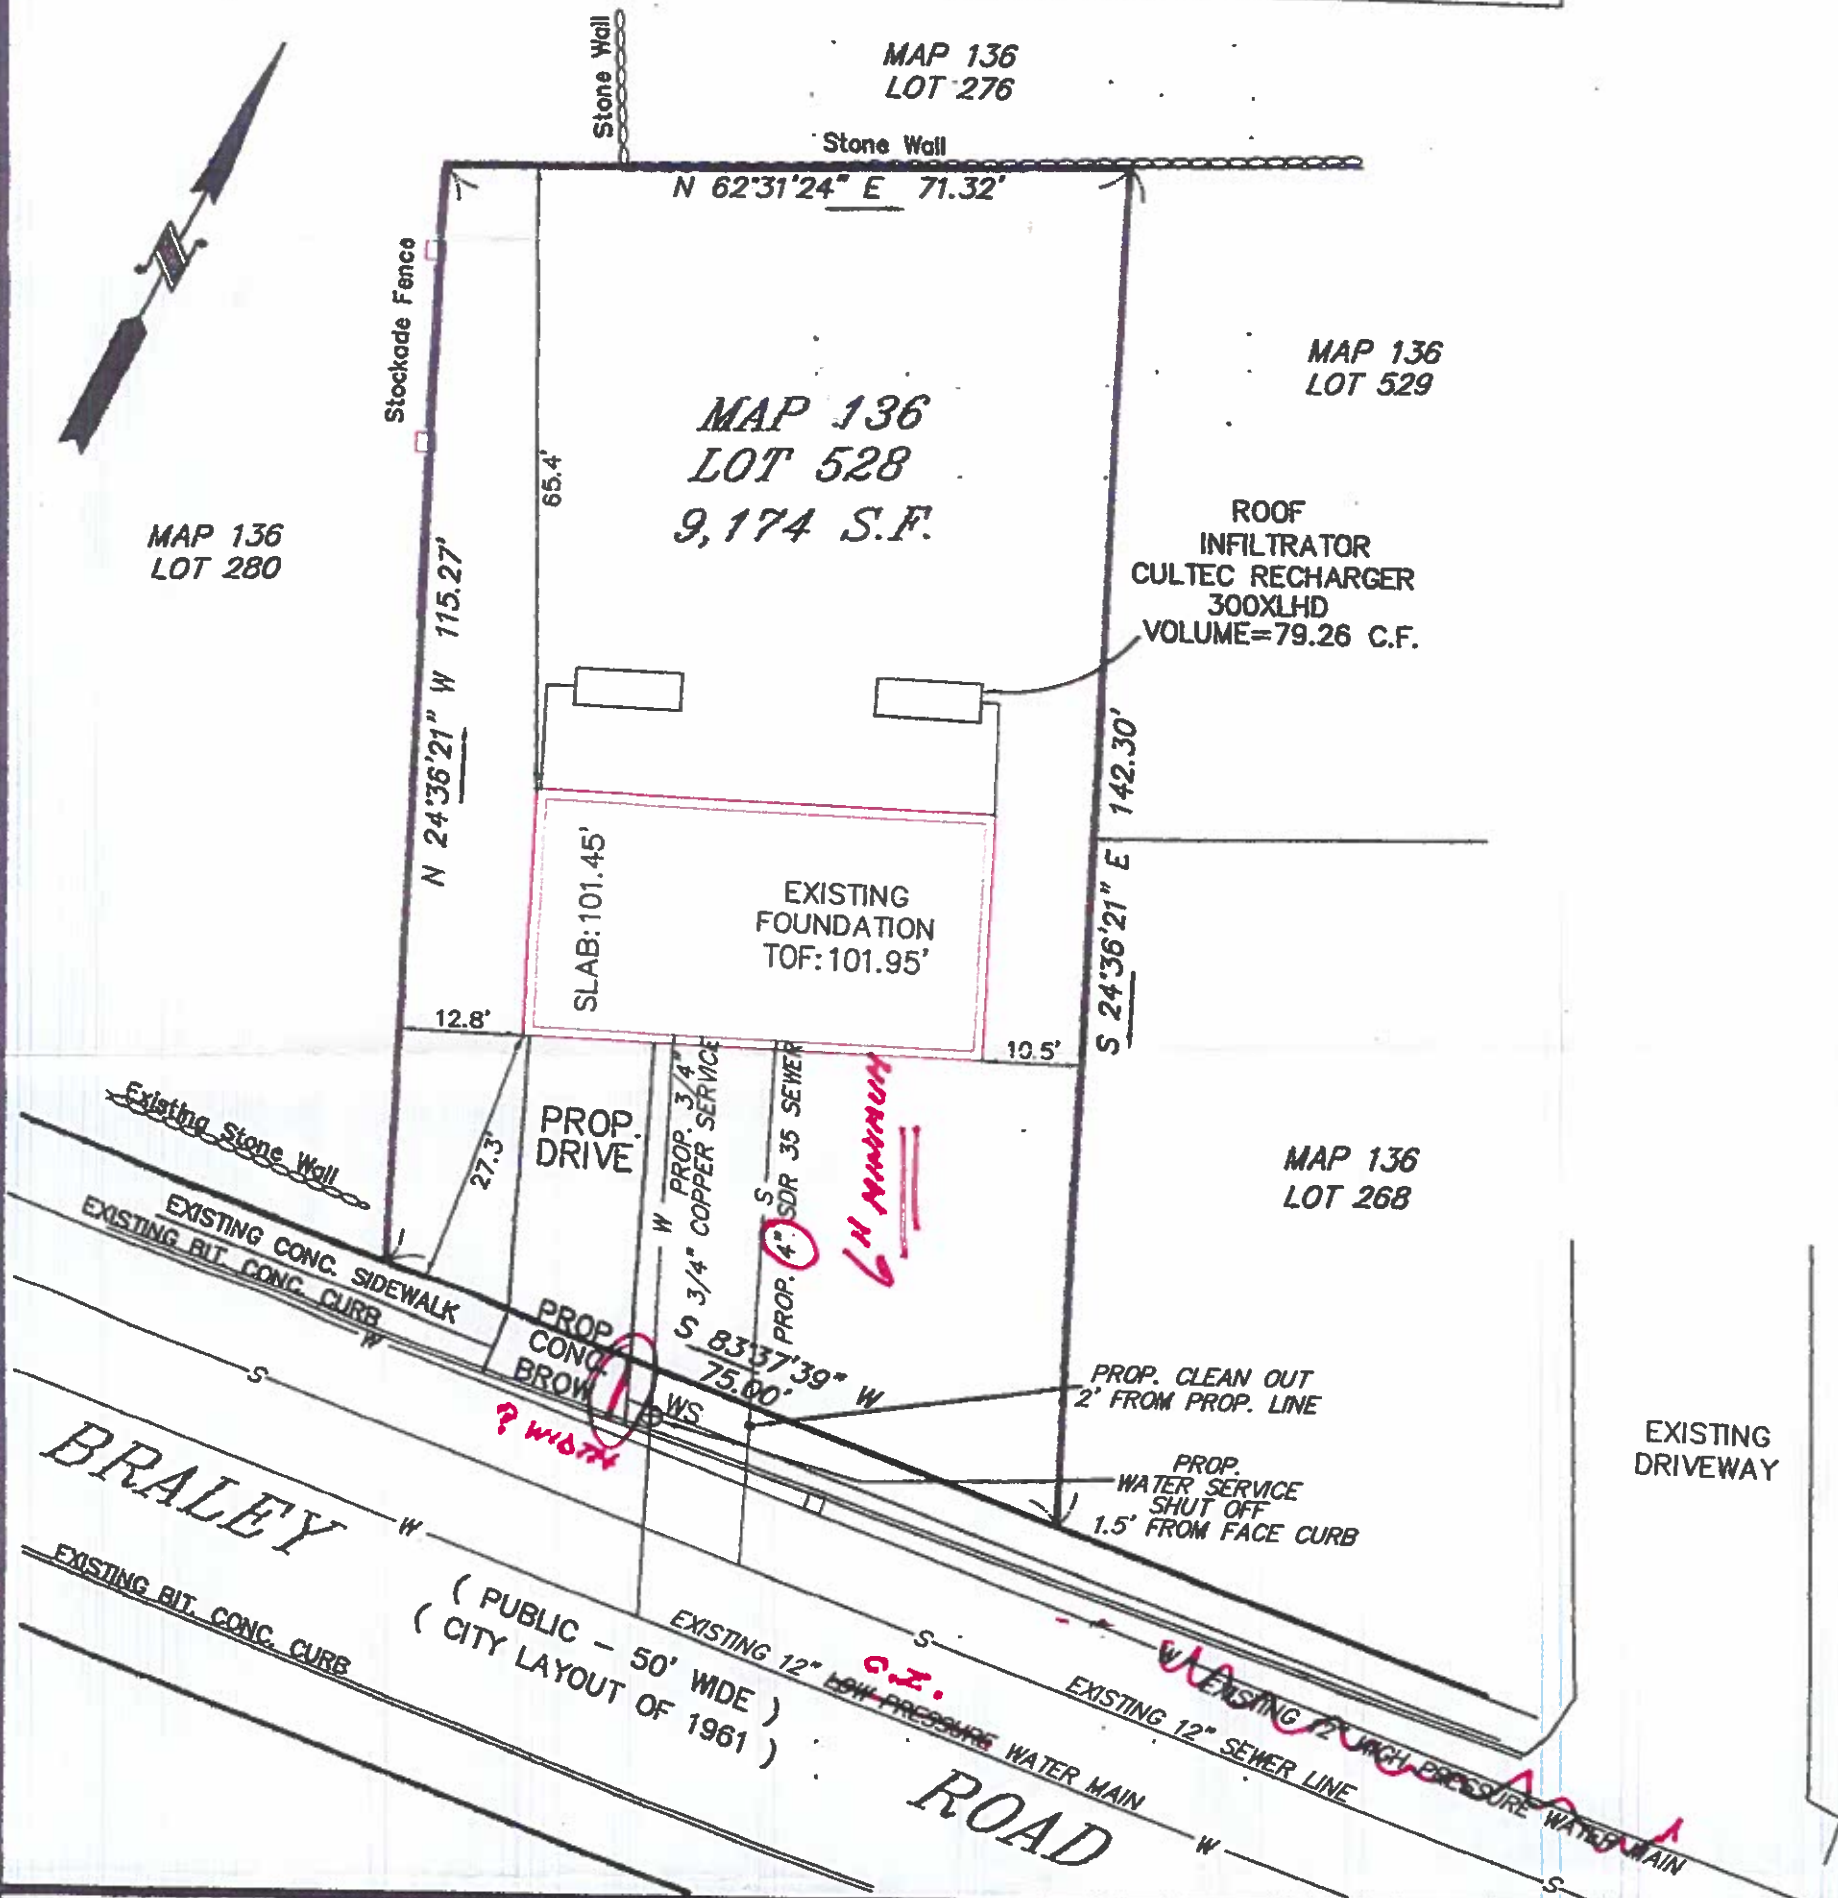 Stone Wall
MAP 136
LOT 276
Stone Wall
N 62°31'24" E 71.32'
Stockade Fence
MAP 136
LOT 529
MAP 136
LOT 528
9,174 S.F.
65.4'
MAP 136
LOT 280
ROOF
INFILTRATOR
CULTEC RECHARGER
300XLHD
VOLUME=79.26 C.F.
N 24°36'21" W 115.27'
S 24°36'21" E 142.30'
SLAB:101.45'
EXISTING
FOUNDATION
TOF:101.95'
12.8'
10.5'
Existing Stone Wall
27.3'
PROP.
DRIVE
W
PROP. 3/4"
3/4" COPPER SERVICE
S
S
PROP. 4" SDR 35 SEWER
6" MINIMUM
MAP 136
LOT 268
EXISTING CONC. SIDEWALK
EXISTING BIT. CONC. CURB
W
S
PROP
CONC
BROW
S 83°37'39" W
75.00'
WS
? WIDTH
PROP. CLEAN OUT
2' FROM PROP. LINE
PROP.
WATER SERVICE
SHUT OFF
1.5' FROM FACE CURB
EXISTING
DRIVEWAY
BRALEY
ROAD
W
EXISTING BIT. CONC. CURB
( PUBLIC - 50' WIDE )
( CITY LAYOUT OF 1961 )
EXISTING 12" LOW PRESSURE WATER MAIN
C.I.
W
S
EXISTING 12" SEWER LINE
S
W
EXISTING 12" HIGH PRESSURE WATER MAIN